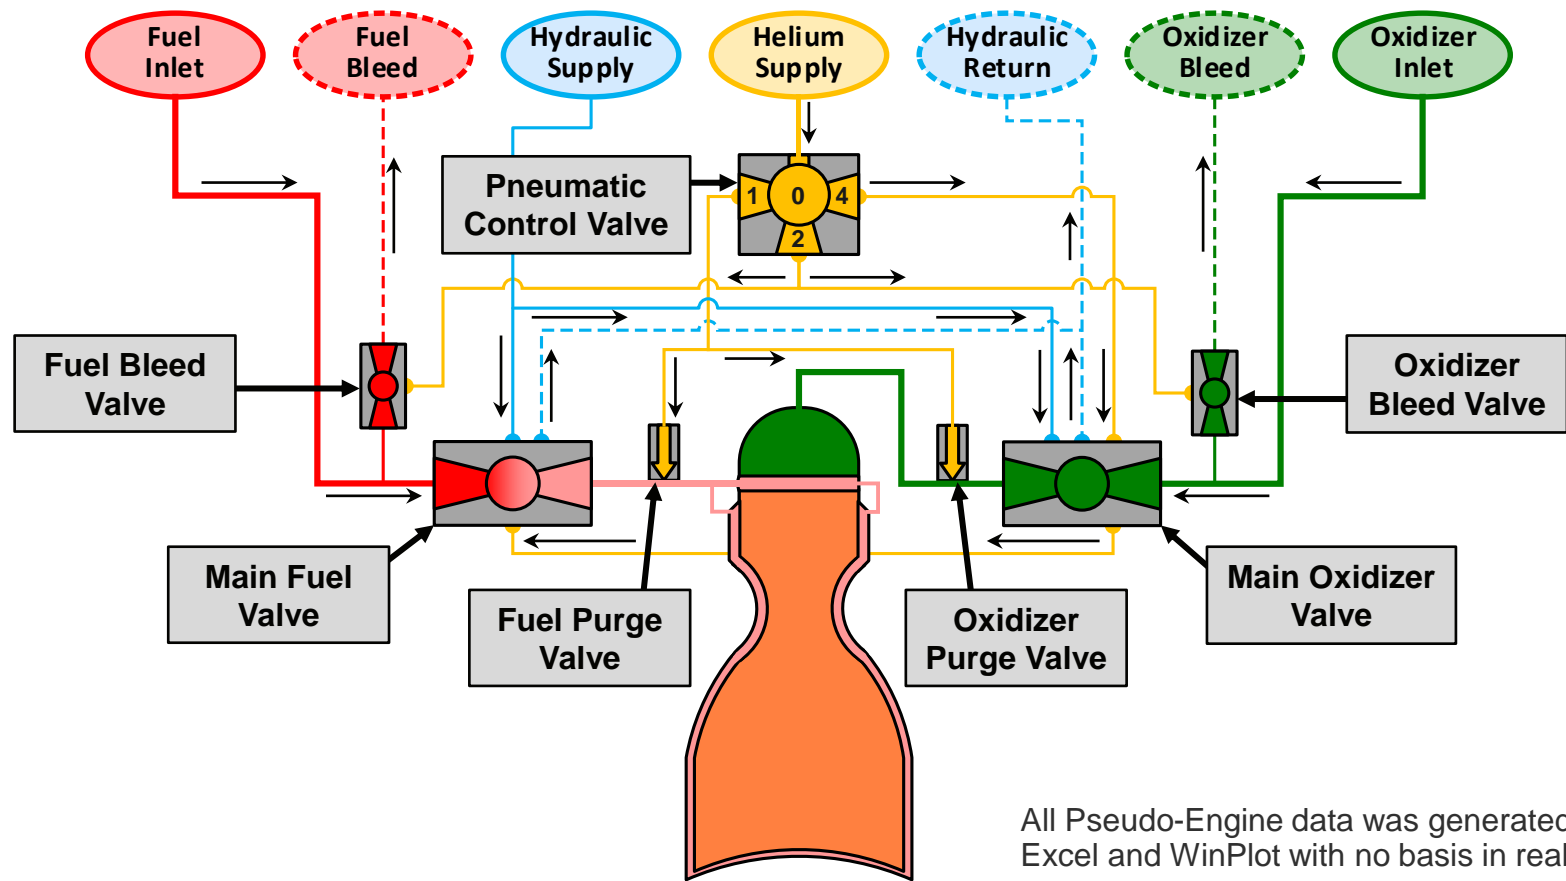 Fuel
Inlet
Fuel
Bleed
Hydraulic
Supply
Helium
Supply
Hydraulic
Return
Oxidizer
Bleed
Oxidizer
Inlet
Pneumatic
Control Valve
1
0
4
2
Fuel Bleed
Valve
Oxidizer
Bleed Valve
Main Fuel
Valve
Fuel Purge
Valve
Oxidizer
Purge Valve
Main Oxidizer
Valve
All Pseudo-Engine data was generated
Excel and WinPlot with no basis in real